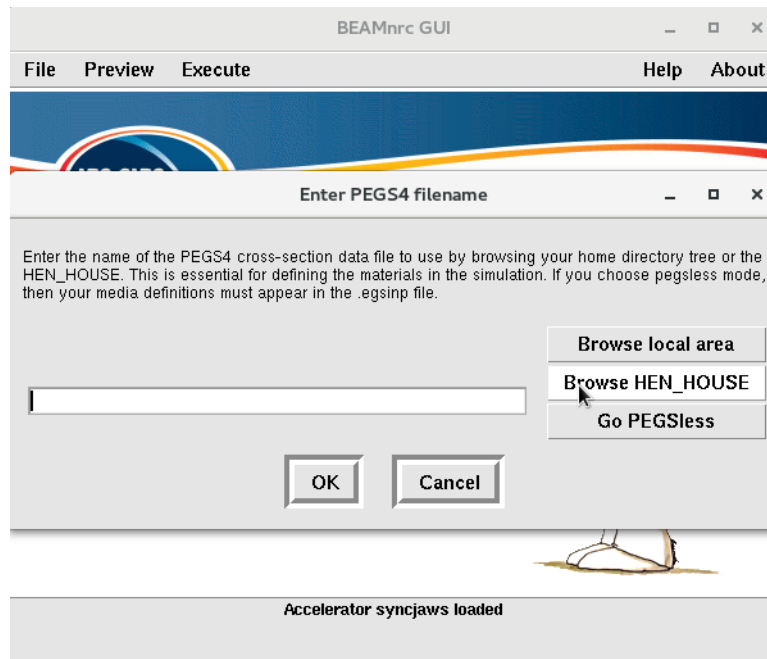 BEAMnrc GUI
File Preview Execute Help About
Enter PEGS4 filename
Enter the name of the PEGS4 cross-section data file to use by browsing your home directory tree or the
HEN_HOUSE. This is essential for defining the materials in the simulation. If you choose pegsless mode,
then your media definitions must appear in the .egsinp file.
Browse local area
Browse HEN_HOUSE
Go PEGSless
OK Cancel
Accelerator syncjaws loaded